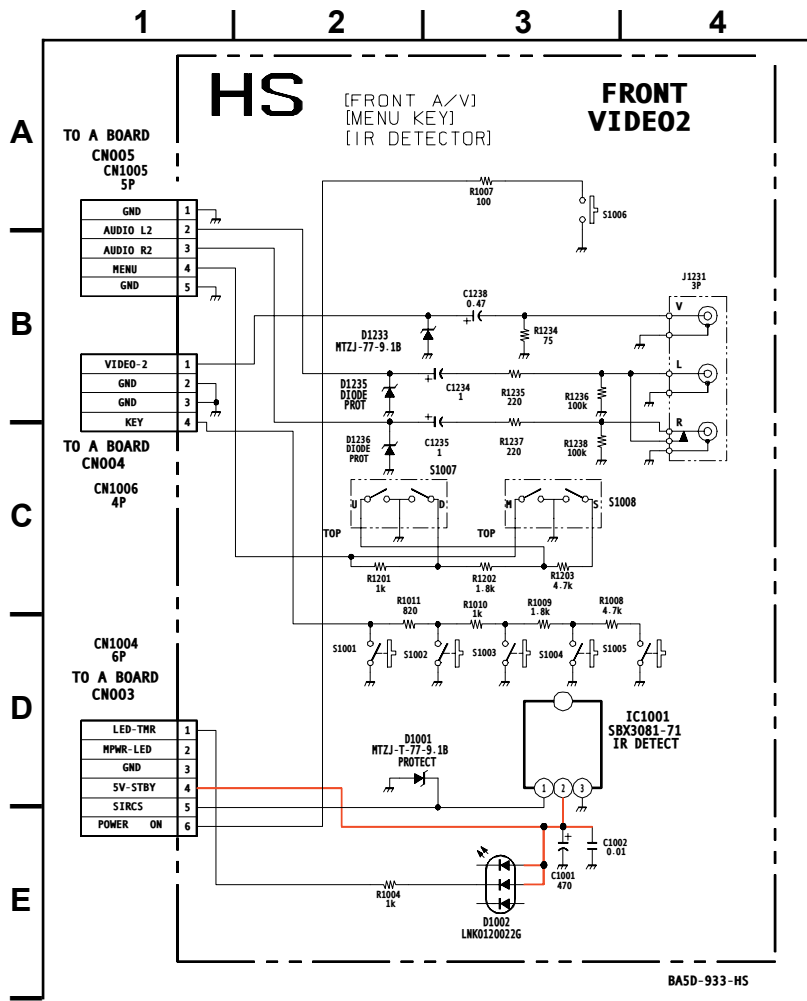 1 2 3 4
A
B
C
D
E
HS
[FRONT A/V]
[MENU KEY]
[IR DETECTOR]
FRONT
VIDEO2
TO A BOARD
CN005
CN1005
5P
GND 1
AUDIO L2 2
AUDIO R2 3
MENU 4
GND 5
R1007
100
S1006
J1231
3P
V
L
R
C1238
0.47
+
D1233
MTZJ-77-9.1B
R1234
75
VIDEO-2 1
GND 2
GND 3
KEY 4
D1235
DIODE
PROT
+
C1234
1
R1235
220
R1236
100k
TO A BOARD
CN004
CN1006
4P
D1236
DIODE
PROT
+
C1235
1
R1237
220
R1238
100k
S1007
U D
TOP
M S
S1008
TOP
R1201
1k
R1202
1.8k
R1203
4.7k
R1011
820
R1010
1k
R1009
1.8k
R1008
4.7k
S1001
S1002
S1003
S1004
S1005
CN1004
6P
TO A BOARD
CN003
LED-TMR 1
MPWR-LED 2
GND 3
5V-STBY 4
SIRCS 5
POWER ON 6
D1001
MTZJ-T-77-9.1B
PROTECT
IC1001
SBX3081-71
IR DETECT
1 2 3
+
C1001
470
C1002
0.01
R1004
1k
D1002
LNK0120022G
BA5D-933-HS